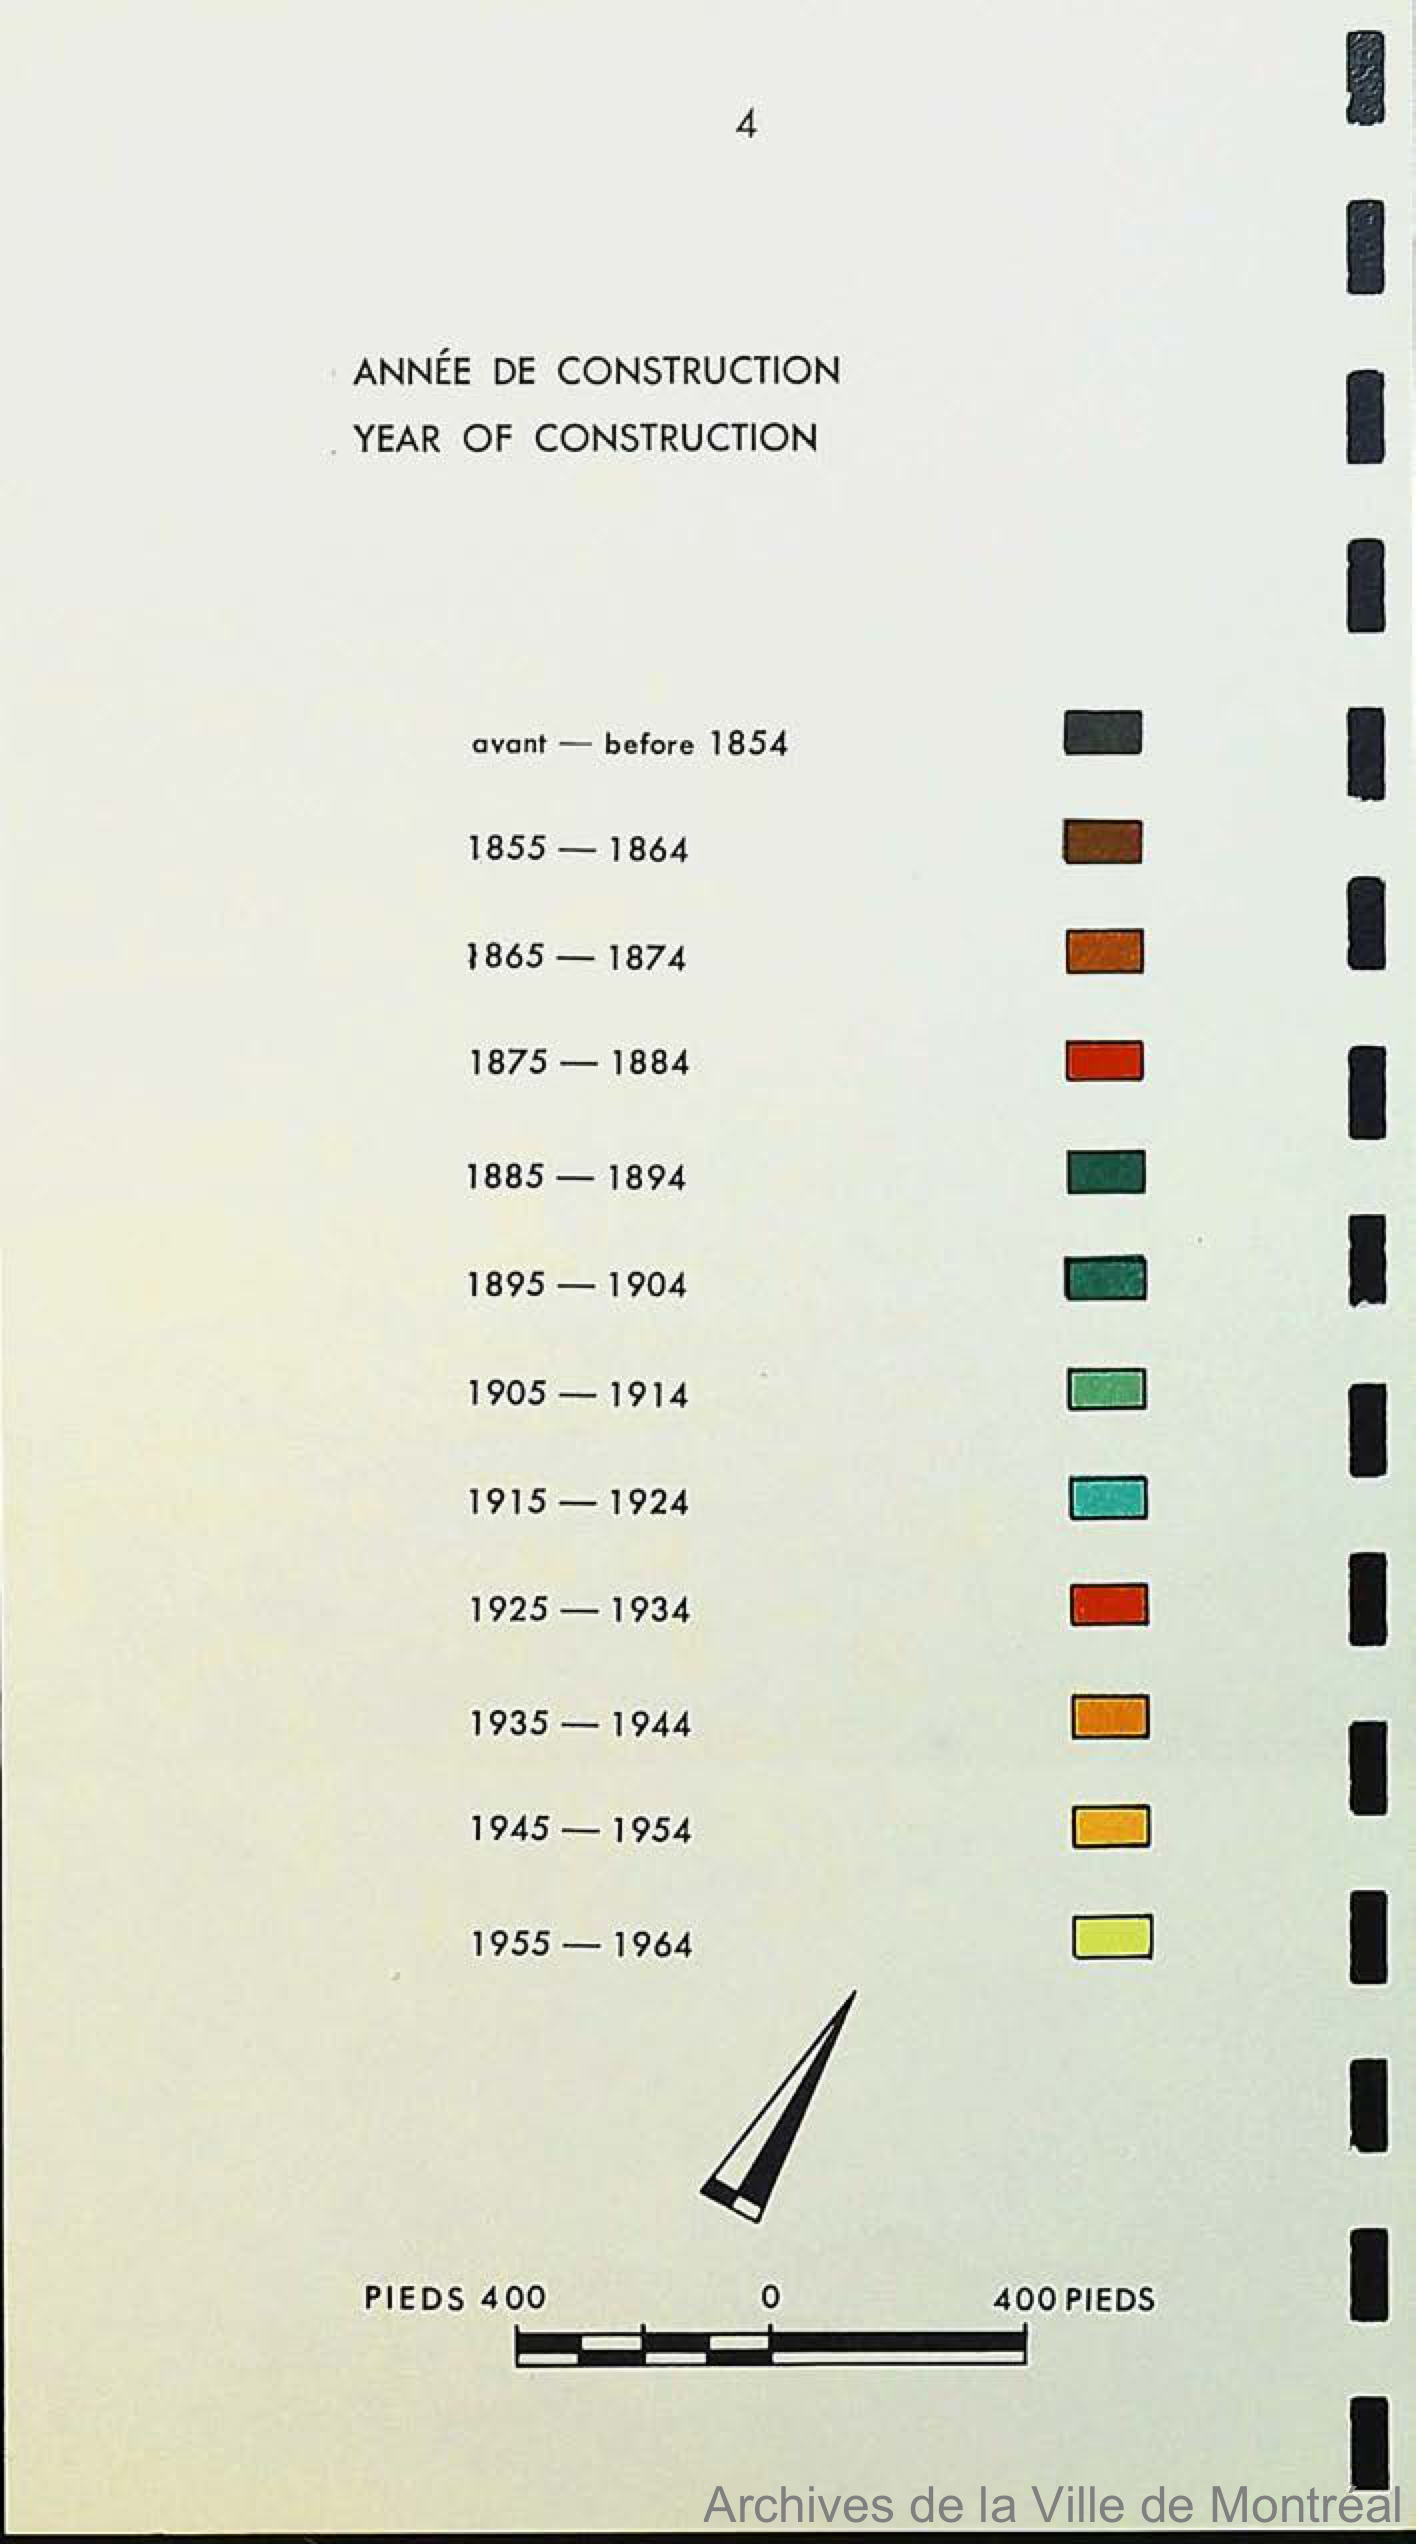 4
ANNÉE DE CONSTRUCTION
YEAR OF CONSTRUCTION
avant — before 1854
1855 — 1864
1865 — 1874
1875 — 1884
1885 — 1894
1895 — 1904
1905 — 1914
1915 — 1924
1925 — 1934
1935 — 1944
1945 — 1954
1955 — 1964
PIEDS 400 0 400 PIEDS
Archives de la Ville de Montréal